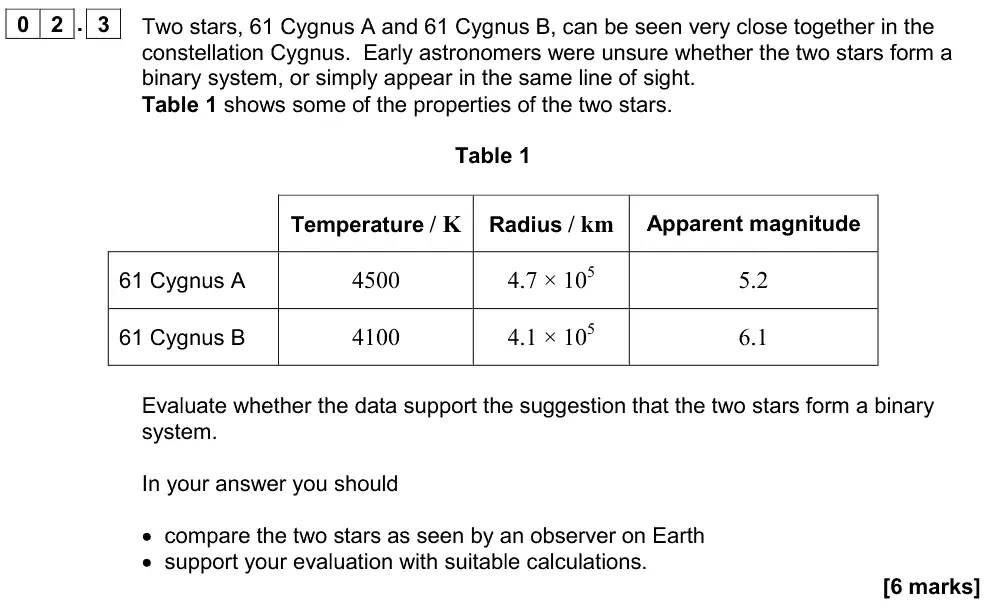 0 2 . 3 Two stars, 61 Cygnus A and 61 Cygnus B, can be seen very close together in the
constellation Cygnus. Early astronomers were unsure whether the two stars form a
binary system, or simply appear in the same line of sight.
Table 1 shows some of the properties of the two stars.
Table 1
Temperature / K Radius / km Apparent magnitude
61 Cygnus A 4500 4.7 × 10⁵ 5.2
61 Cygnus B 4100 4.1 × 10⁵ 6.1
Evaluate whether the data support the suggestion that the two stars form a binary
system.
In your answer you should
• compare the two stars as seen by an observer on Earth
• support your evaluation with suitable calculations.
[6 marks]